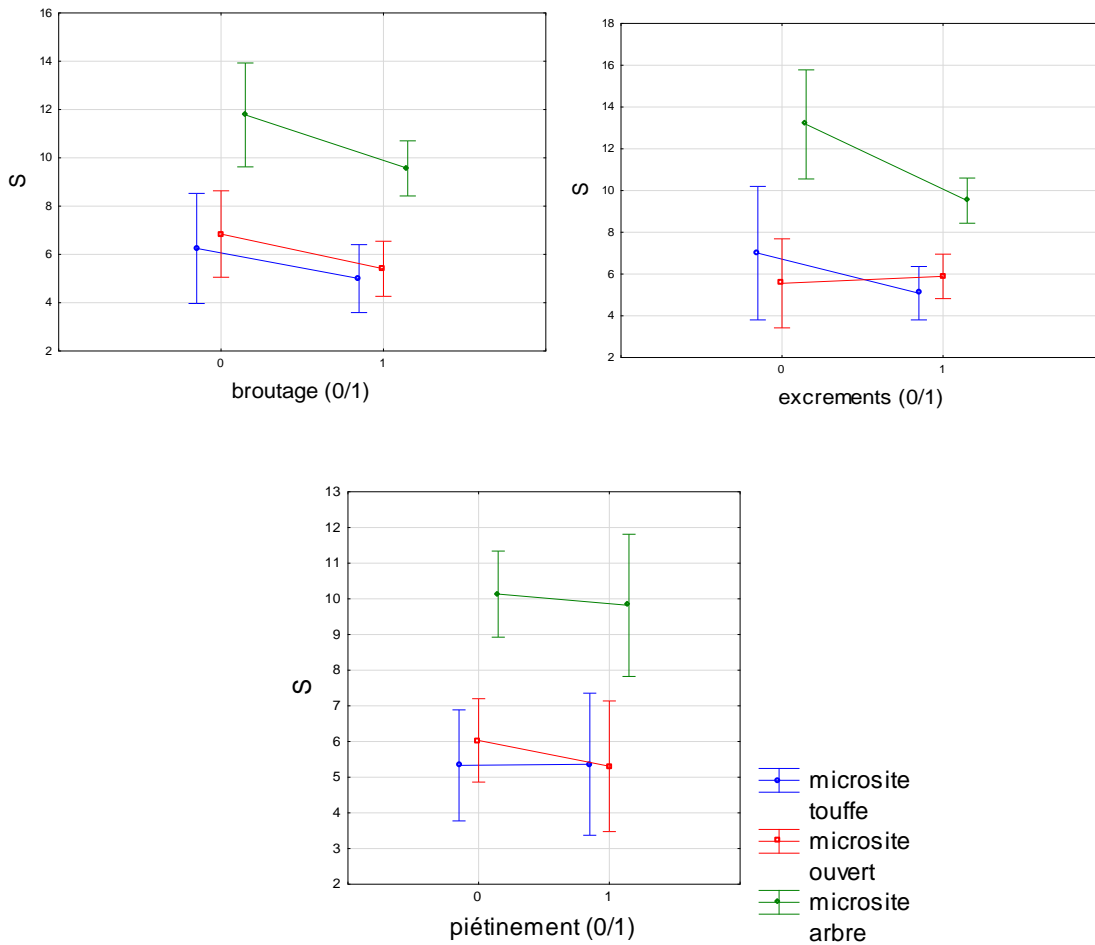 16
14
12
10
8
6
4
2
S
0
1
broutage (0/1)
18
16
14
12
10
8
6
4
2
S
0
1
excrements (0/1)
13
12
11
10
9
8
7
6
5
4
3
2
S
0
1
piétinement (0/1)
microsite
touffe
microsite
ouvert
microsite
arbre